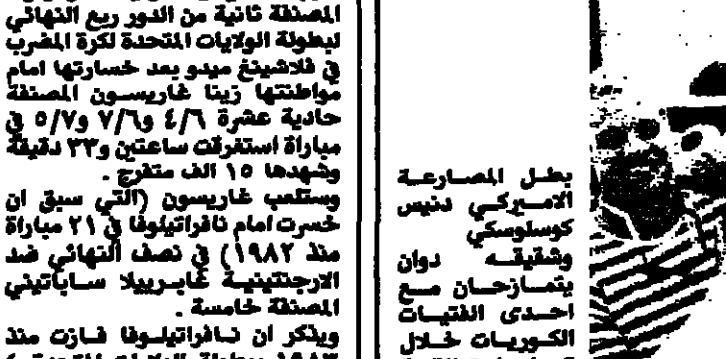 المصنفة ثانية من الدور ربع النهائي
لبطولة الولايات المتحدة لكرة المضرب
في فلاشينغ ميدو بعد خسارتها امام
مواطنتها زينا غاريسون المصنفة
حادية عشرة ٤/٦ و٧/٦ و٥/٧ في
مباراة استغرقت ساعتين و٣٣ دقيقة
وشهدها ١٥ الف متفرج .
وستلعب غاريسون (التي سبق ان
خسرت امام نافراتيلوفا في ٢١ مباراة
منذ ١٩٨٢) في نصف النهائي ضد
الارجنتينية غابرييلا ساباتيني
المصنفة خامسة .
ويذكر ان نافراتيلوفا فازت منذ
بطل المصارعة
الاميركي دنيس
كوسلوسكي
وشقيقه دوان
يتمازحان مع
احدى الفتيات
الكوريات خلال